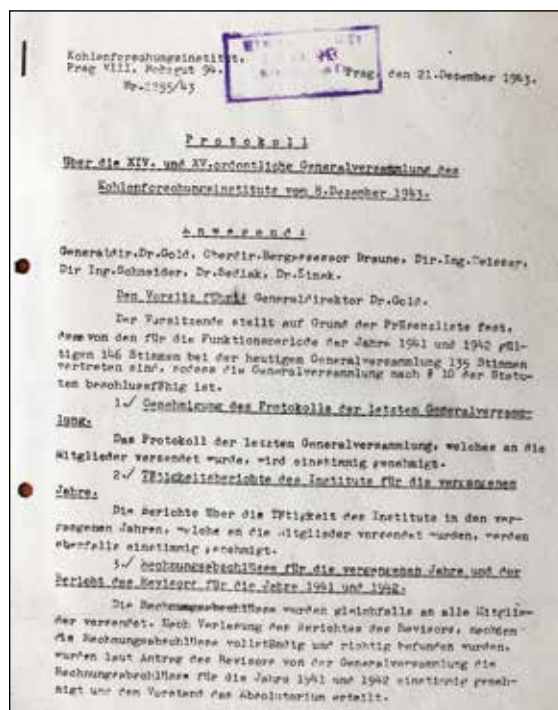 Kohlenforschungsinstitut,
Prag VIII, 94.
Nr. /43
Prag, den 21.Dezember 1943.
Protokoll
über die XIV. und XV.ordentliche Generalversammlung des
Kohlenforschungsinstituts vom 8.Dezember 1943.
Anwesend:
Generaldir.Dr.Gold, Oberdir.Bergassessor Braune, Dir.Ing.
Dir Ing.Schneider, Dr.Sedlak, Dr.Simek.
Den Vorsitz führt Generaldirektor Dr.Gold.
Der Vorsitzende stellt auf Grund der Präsenzliste fest,
dass von den für die Funktionsperiode der Jahre 1941 und 1942 gül-
tigen 146 Stimmen bei der heutigen Generalversammlung 135 Stimmen
vertreten sind, sodass die Generalversammlung nach § 10 der Statu-
ten beschlussfähig ist.
1./ Genehmigung des Protokolls der letzten Generalversamm-
lung.
Das Protokoll der letzten Generalversammlung, welches an die
Mitglieder versendet wurde, wird einstimmig genehmigt.
2./ Tätigkeitsberichte des Instituts für die vergangenen
Jahre.
Die Berichte über die Tätigkeit des Instituts in den ver-
gangenen Jahren, welche an die Mitglieder versendet wurden, werden
ebenfalls einstimmig genehmigt.
3./ Rechnungsabschlüsse für die vergangenen Jahre und der
Bericht des Revisors für die Jahre 1941 und 1942.
Die Rechnungsabschlüsse wurden gleichfalls an alle Mitglie-
der versendet. Nach Verlesung des Berichtes des Revisors, nachdem
die Rechnungsabschlüsse vollständig und richtig befunden wurden,
wurden laut Antrag des Revisors von der Generalversammlung die
Rechnungsabschlüsse für die Jahre 1941 und 1942 einstimmig geneh-
migt und dem Vorstand das Absolutorium erteilt.